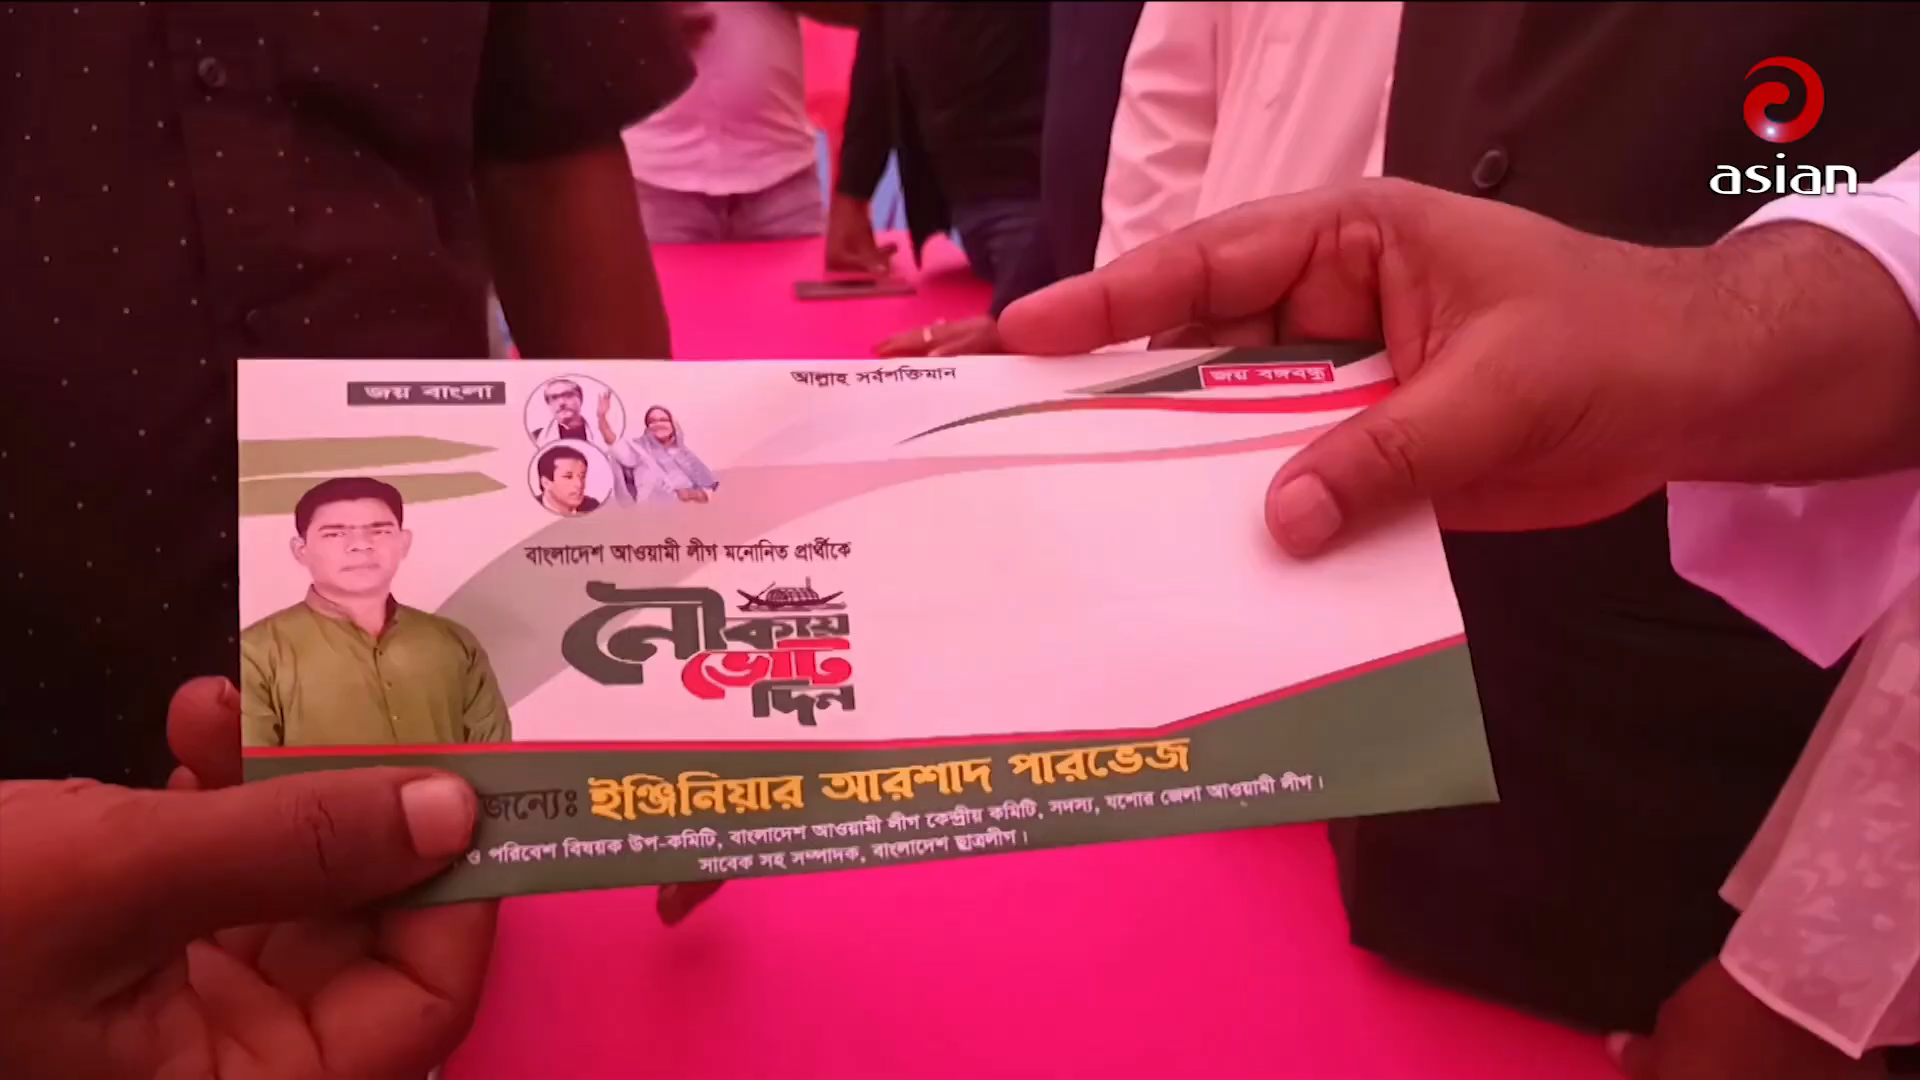 asian
আল্লাহ সর্বশক্তিমান
জয় বাংলা
জয় বঙ্গবন্ধু
বাংলাদেশ আওয়ামী লীগ মনোনিত প্রার্থীকে
নৌকায়
ভোট
দিন
জন্যেঃ ইঞ্জিনিয়ার আরশাদ পারভেজ
ও পরিবেশ বিষয়ক উপ-কমিটি, বাংলাদেশ আওয়ামী লীগ কেন্দ্রীয় কমিটি, সদস্য, যশোর জেলা আওয়ামী লীগ।
সাবেক সহ সম্পাদক, বাংলাদেশ ছাত্রলীগ।